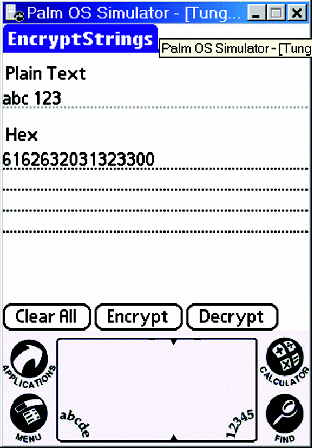 Palm OS Simulator - [Tung...
EncryptStrings
Palm OS Simulator - [Tung
Plain Text
abc 123
Hex
6162632031323300
Clear All Encrypt Decrypt
APPLICATIONS
CALCULATOR
MENU
abcde
12345
FIND